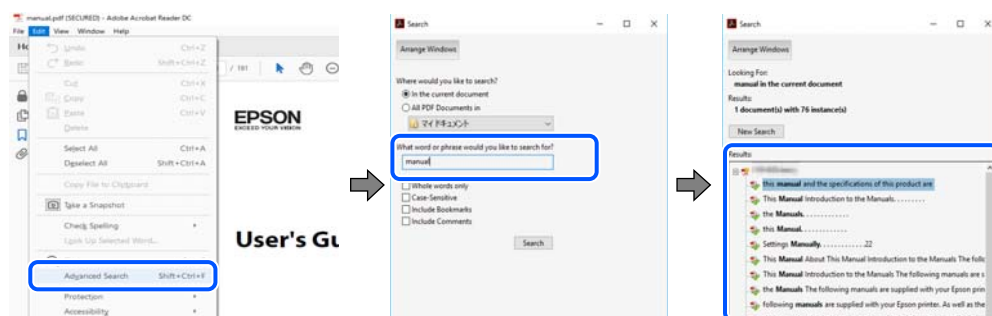 manual.pdf (SECURED) - Adobe Acrobat Reader DC
File Edit View Window Help
Undo Ctrl+Z
Redo Shift+Ctrl+Z
Cut Ctrl+X
Copy Ctrl+C
Paste Ctrl+V
Delete
Select All Ctrl+A
Deselect All Shift+Ctrl+A
Copy File to Clipboard
Take a Snapshot
Check Spelling
Look Up Selected Word...
Advanced Search Shift+Ctrl+F
Protection
Accessibility
/ 181
EPSON
EXCEED YOUR VISION
User's Gu
Search
Arrange Windows
Where would you like to search?
In the current document
All PDF Documents in
マイ ドキュメント
What word or phrase would you like to search for?
manual
Whole words only
Case-Sensitive
Include Bookmarks
Include Comments
Search
Search
Arrange Windows
Looking For:
manual in the current document
Results:
1 document(s) with 76 instance(s)
New Search
Results:
this manual and the specifications of this product are
This Manual Introduction to the Manuals. . . . . . . .
the Manuals. . . . . . . . . . . .
this Manual. . . . . . . . . . . .
Settings Manually. . . . . . . . . . . .22
This Manual About This Manual Introduction to the Manuals The follo
This Manual Introduction to the Manuals The following manuals are s
the Manuals The following manuals are supplied with your Epson prin
following manuals are supplied with your Epson printer. As well as the